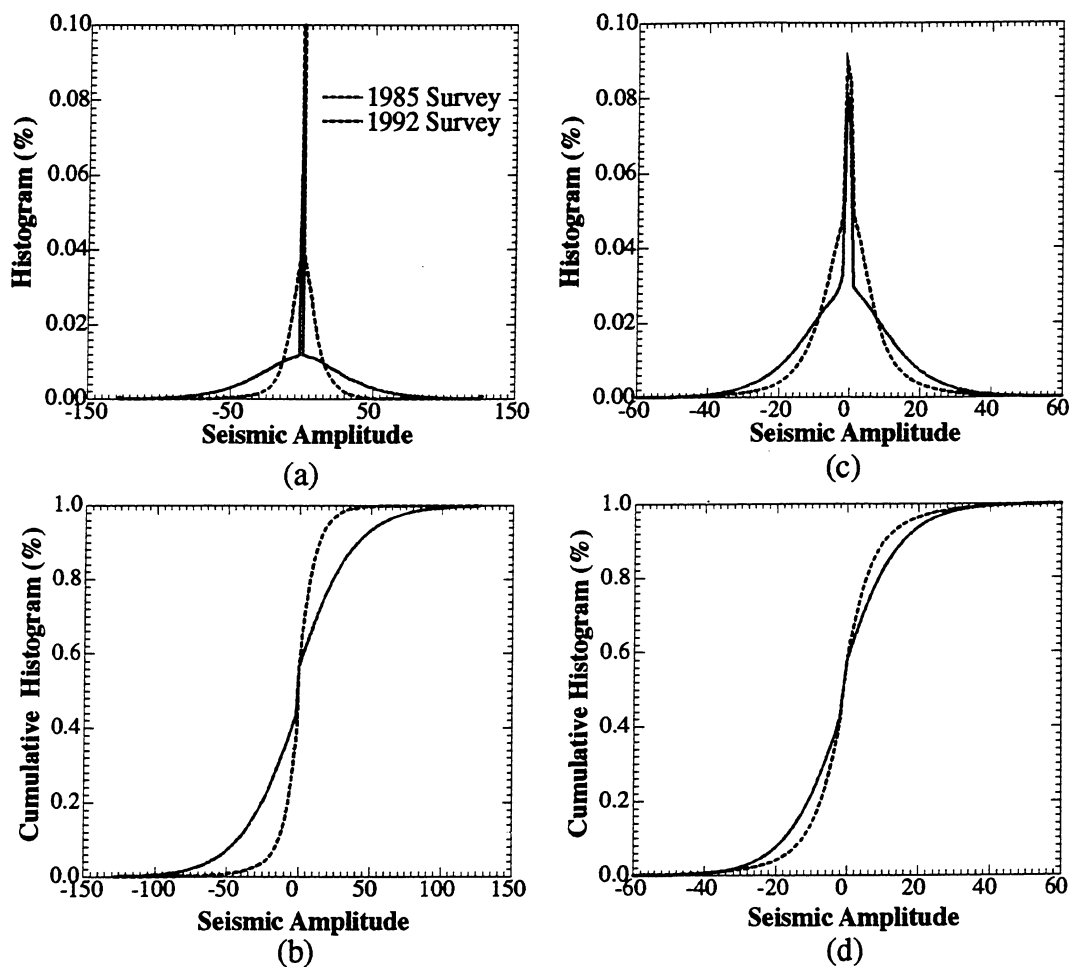 0.10
0.08
0.06
0.04
0.02
0.00
Histogram (%)
1985 Survey
1992 Survey
-150 -50 0 50 150
Seismic Amplitude
(a)
0.10
0.08
0.06
0.04
0.02
0.00
Histogram (%)
-60 -40 -20 0 20 40 60
Seismic Amplitude
(c)
1.0
0.8
0.6
0.4
0.2
0.0
Cumulative Histogram (%)
-150 -100 -50 0 50 100 150
Seismic Amplitude
(b)
1.0
0.8
0.6
0.4
0.2
0.0
Cumulative Histogram (%)
-60 -40 -20 0 20 40 60
Seismic Amplitude
(d)